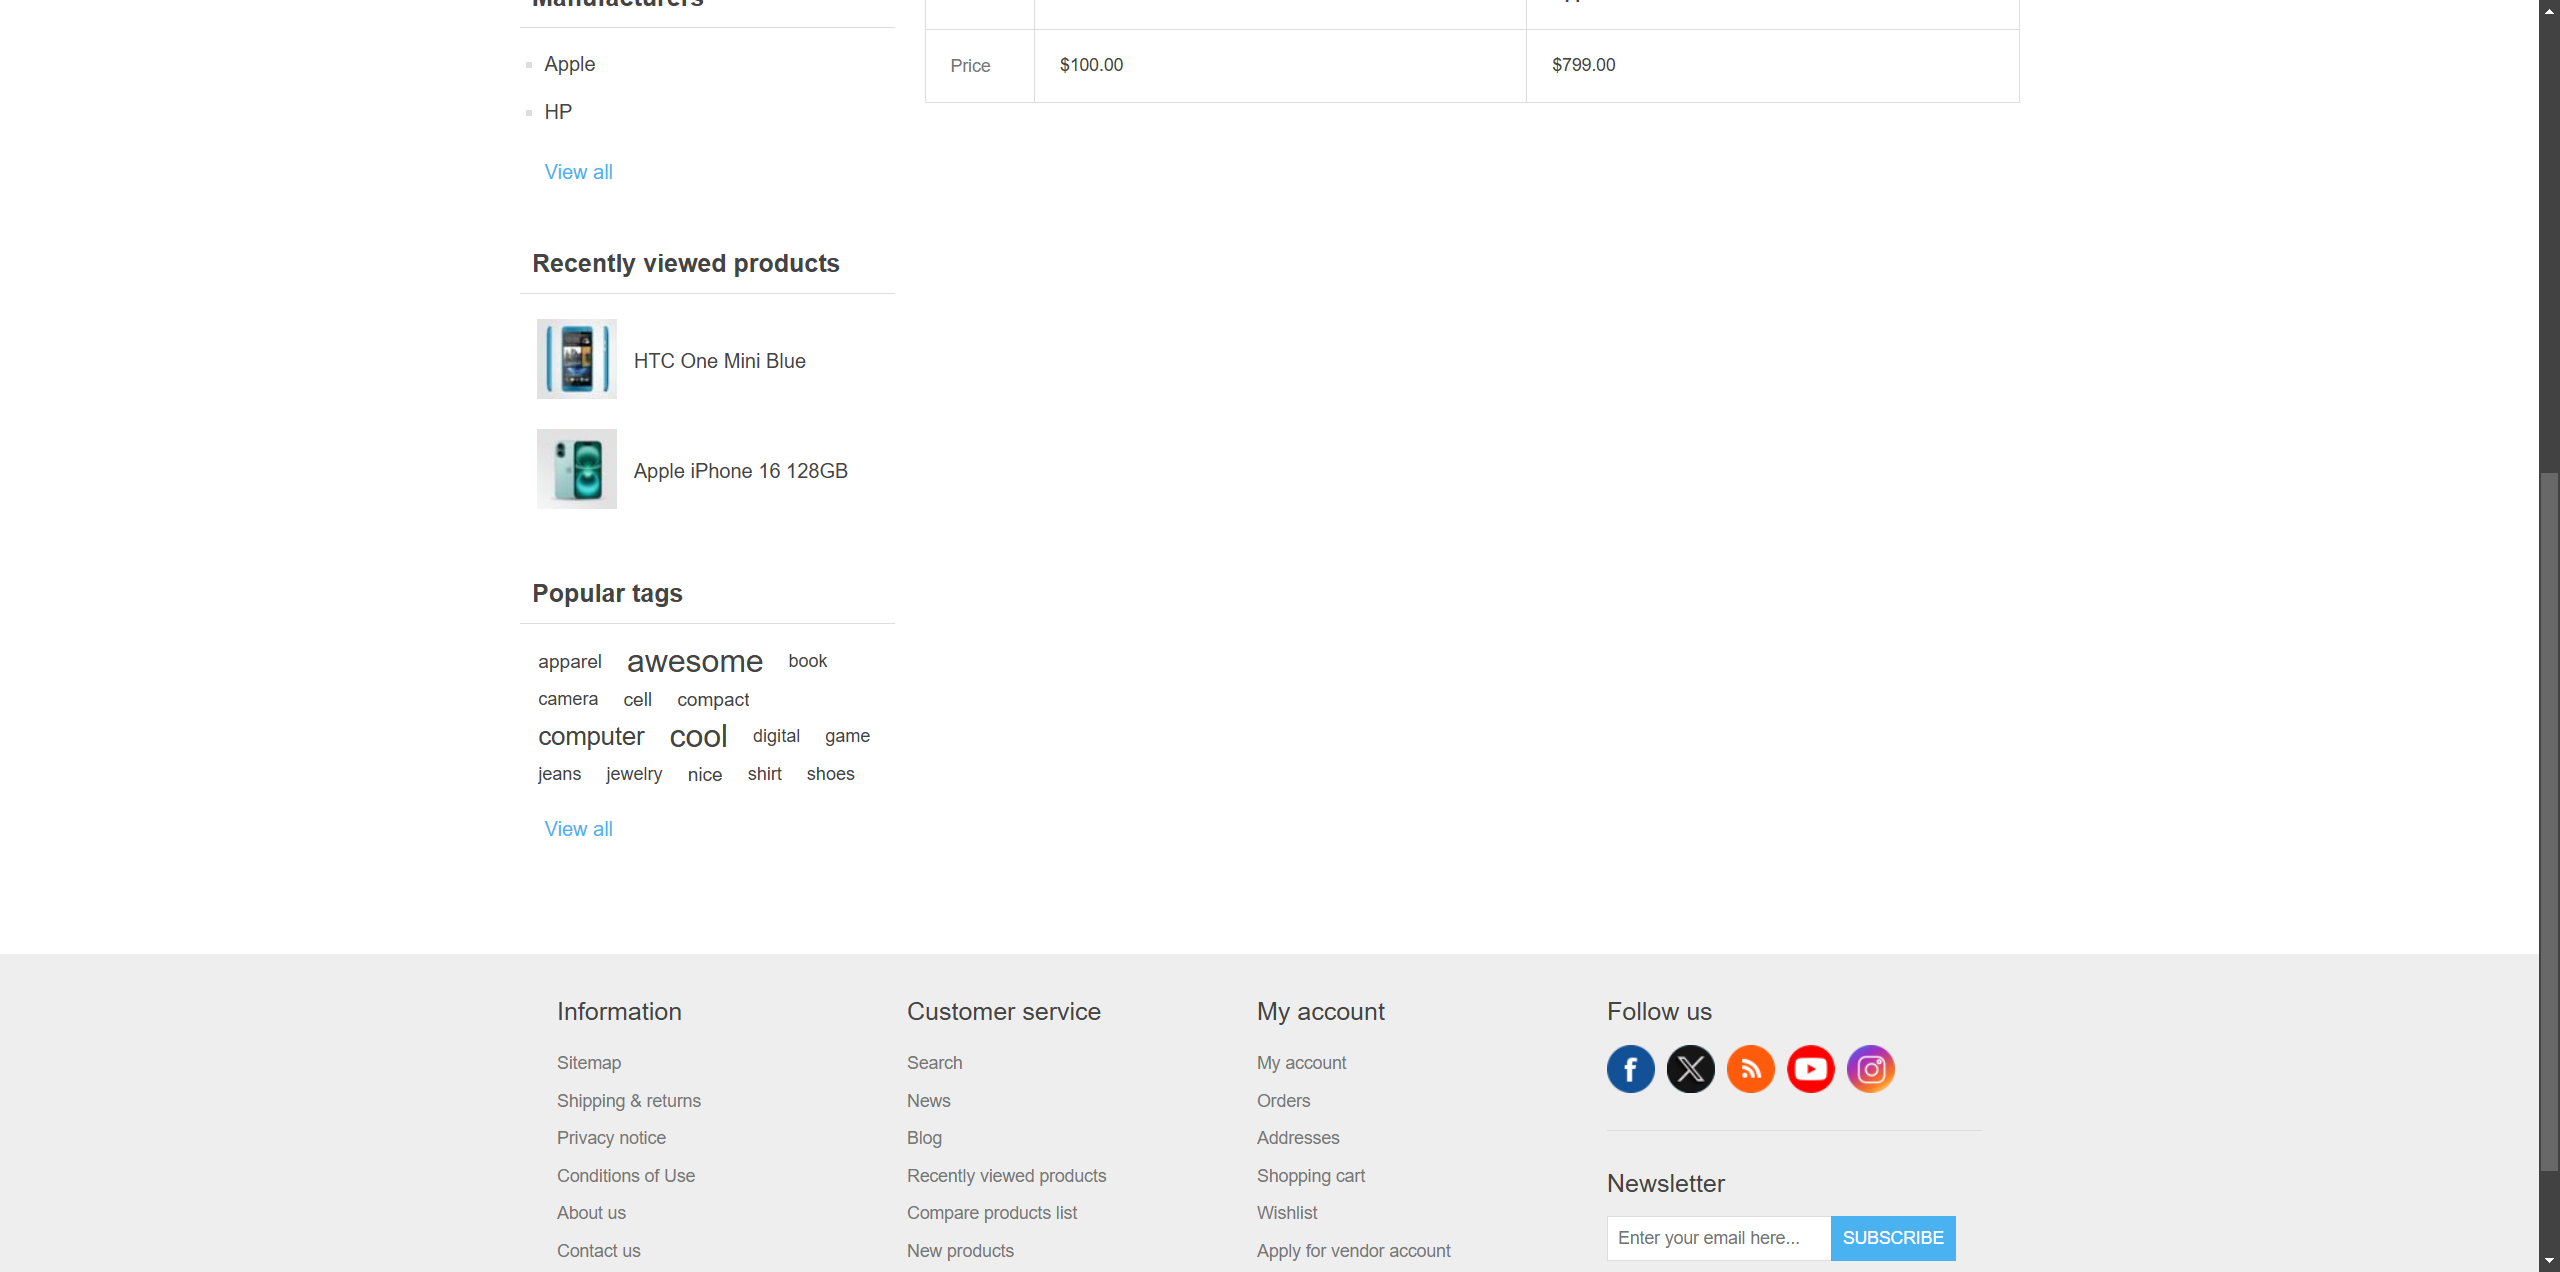 Manufacturers
Apple
HP
View all
Price $100.00 $799.00
Recently viewed products
HTC One Mini Blue
Apple iPhone 16 128GB
Popular tags
apparel awesome book
camera cell compact
computer cool digital game
jeans jewelry nice shirt shoes
View all
Information
Sitemap
Shipping & returns
Privacy notice
Conditions of Use
About us
Contact us
Customer service
Search
News
Blog
Recently viewed products
Compare products list
New products
My account
My account
Orders
Addresses
Shopping cart
Wishlist
Apply for vendor account
Follow us
Newsletter
Enter your email here...
SUBSCRIBE